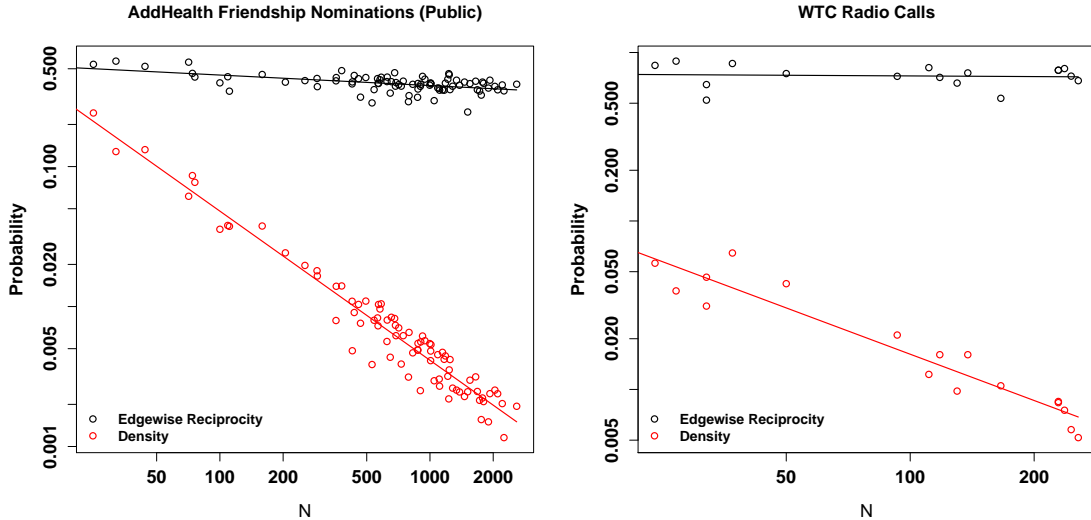 AddHealth Friendship Nominations (Public)
Probability
0.500
0.100
0.020
0.005
0.001
Edgewise Reciprocity
Density
50 100 200 500 1000 2000
N
WTC Radio Calls
Probability
0.500
0.200
0.050
0.020
0.005
Edgewise Reciprocity
Density
50 100 200
N